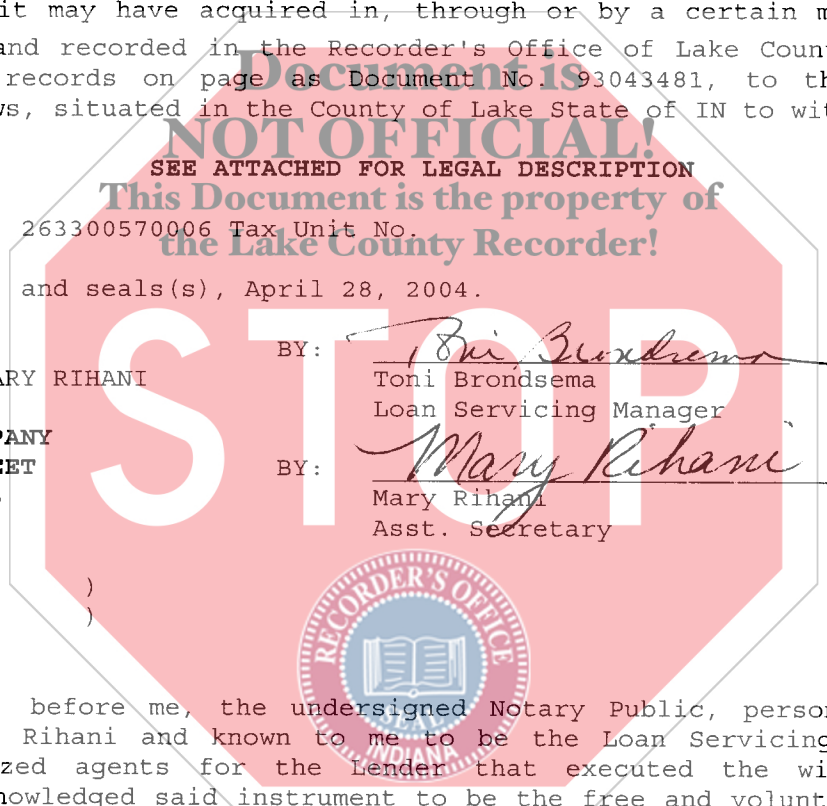 it may have acquired in, through or by a certain m
and recorded in the Recorder's Office of Lake Coun
Document is
records on page as Document No. 93043481, to th
ws, situated in the County of Lake State of IN to wit
NOT OFFICIAL!
SEE ATTACHED FOR LEGAL DESCRIPTION
This Document is the property of
263300570006 Tax Unit No.
the Lake County Recorder!
and seals(s), April 28, 2004.
STOP
BY: Toni Brondsema
ARY RIHANI
Toni Brondsema
Loan Servicing Manager
PANY
EET
BY: Mary Rihani
Mary Rihani
Asst. Secretary
)
)
RECORDER'S OFFICE
SEAL
INDIANA
before me, the undersigned Notary Public, person
Rihani and known to me to be the Loan Servicing
zed agents for the Lender that executed the wi
nowledged said instrument to be the free and volunt